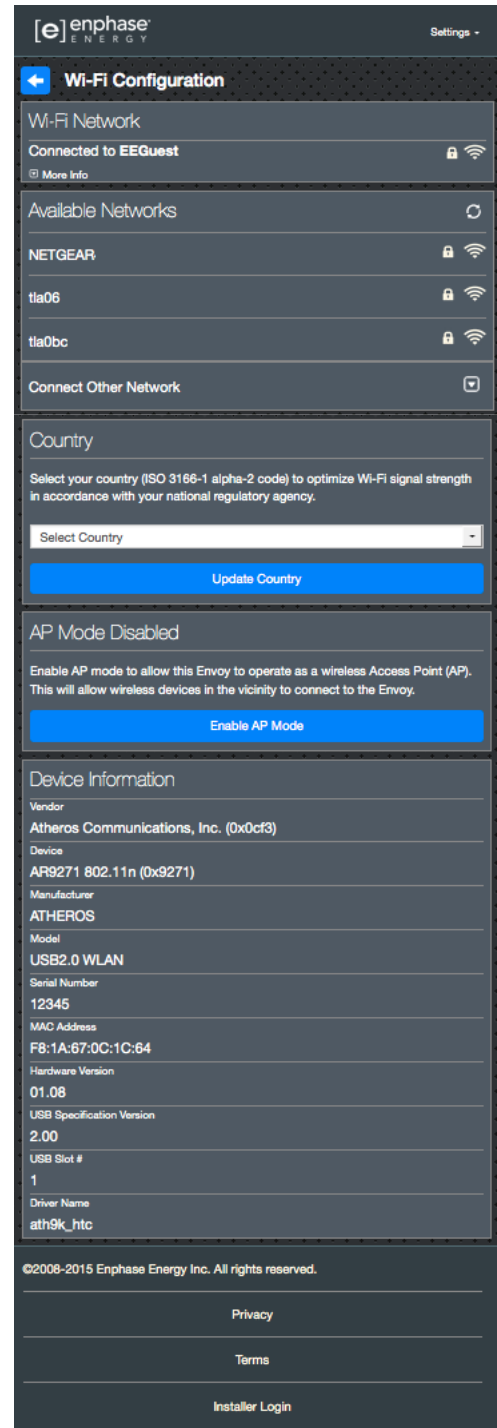 [e] enphase
ENERGY
Settings
Wi-Fi Configuration
Wi-Fi Network
Connected to EEGuest
More Info
Available Networks
NETGEAR
tla06
tla0bc
Connect Other Network
Country
Select your country (ISO 3166-1 alpha-2 code) to optimize Wi-Fi signal strength
in accordance with your national regulatory agency.
Select Country
Update Country
AP Mode Disabled
Enable AP mode to allow this Envoy to operate as a wireless Access Point (AP).
This will allow wireless devices in the vicinity to connect to the Envoy.
Enable AP Mode
Device Information
Vendor
Atheros Communications, Inc. (0x0cf3)
Device
AR9271 802.11n (0x9271)
Manufacturer
ATHEROS
Model
USB2.0 WLAN
Serial Number
12345
MAC Address
F8:1A:67:0C:1C:64
Hardware Version
01.08
USB Specification Version
2.00
USB Slot #
1
Driver Name
ath9k_htc
©2008-2015 Enphase Energy Inc. All rights reserved.
Privacy
Terms
Installer Login